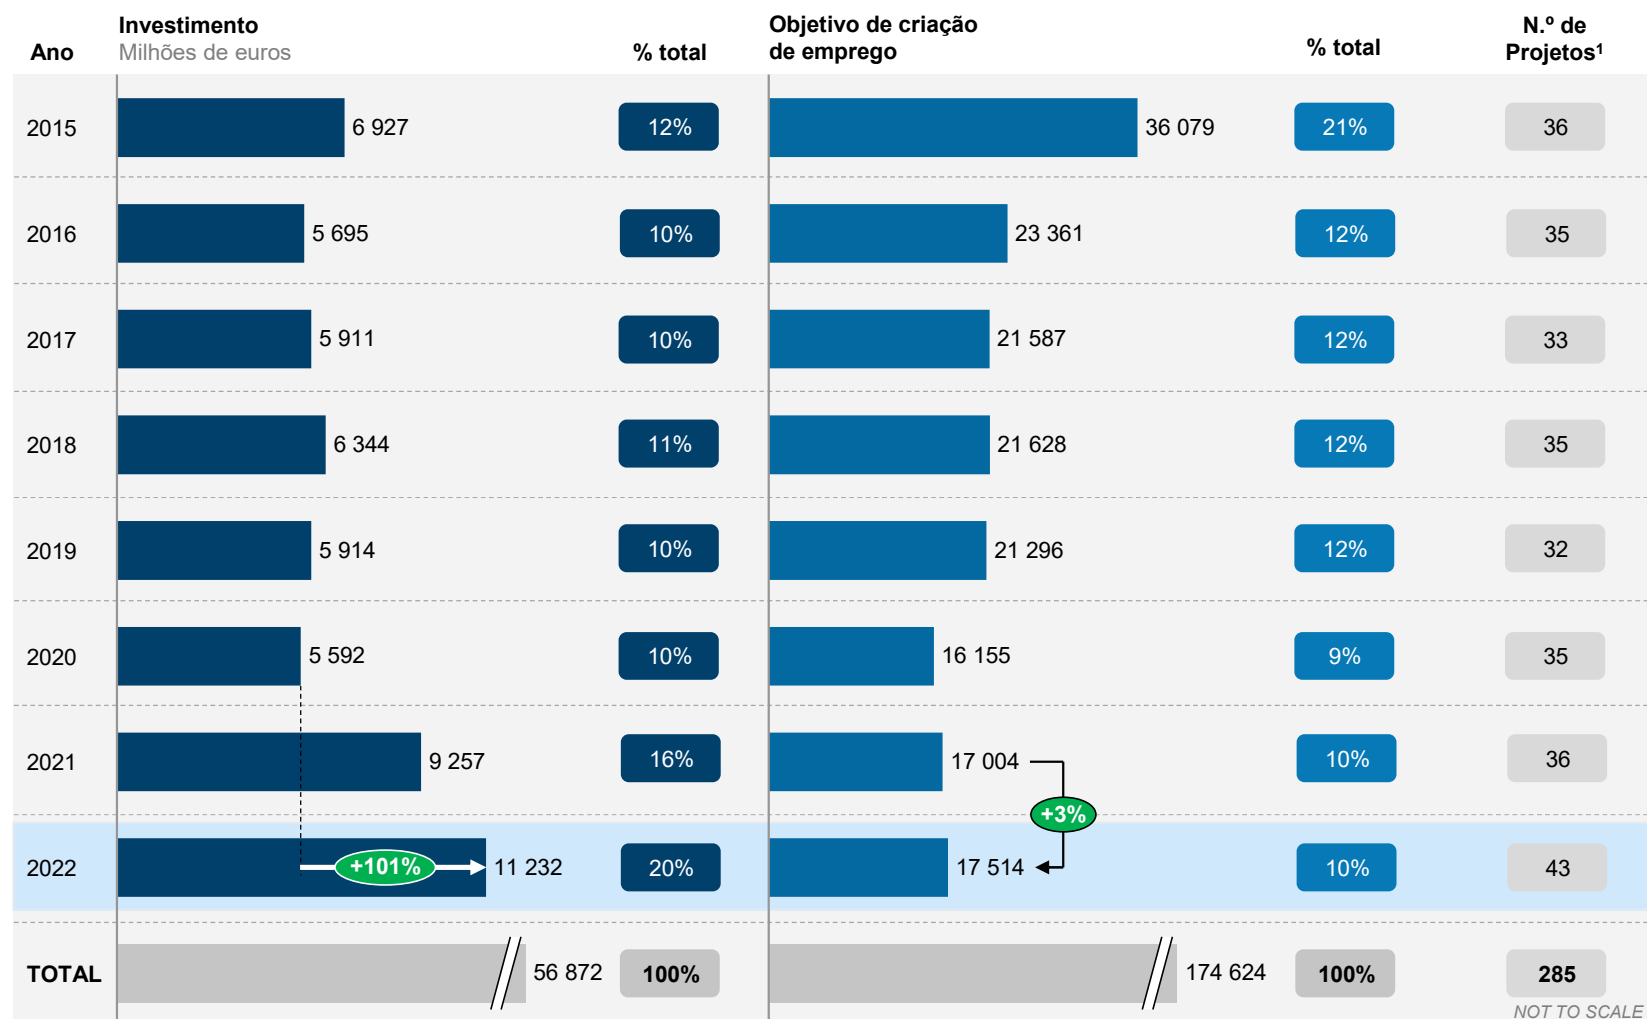 Ano
Investimento
Milhões de euros
% total
Objetivo de criação
de emprego
% total
N.º de
Projetos¹
2015 6 927 12% 36 079 21% 36
2016 5 695 10% 23 361 12% 35
2017 5 911 10% 21 587 12% 33
2018 6 344 11% 21 628 12% 35
2019 5 914 10% 21 296 12% 32
2020 5 592 10% 16 155 9% 35
2021 9 257 16% 17 004 10% 36
+3%
2022 +101% 11 232 20% 17 514 10% 43
TOTAL 56 872 100% 174 624 100% 285
NOT TO SCALE